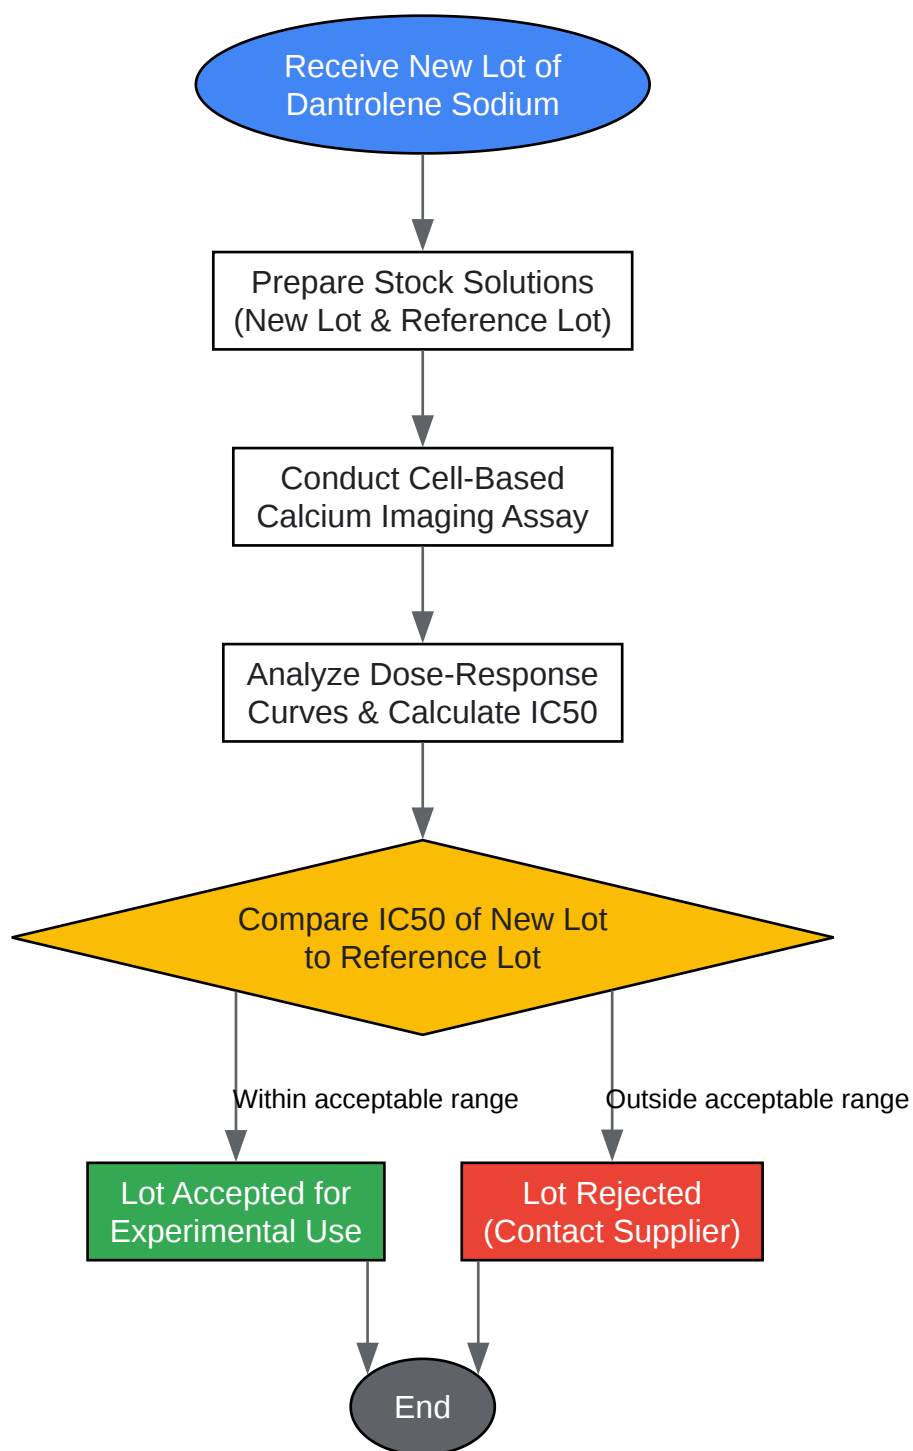 Receive New Lot of
Dantrolene Sodium
Prepare Stock Solutions
(New Lot & Reference Lot)
Conduct Cell-Based
Calcium Imaging Assay
Analyze Dose-Response
Curves & Calculate IC50
Compare IC50 of New Lot
to Reference Lot
Within acceptable range
Outside acceptable range
Lot Accepted for
Experimental Use
Lot Rejected
(Contact Supplier)
End